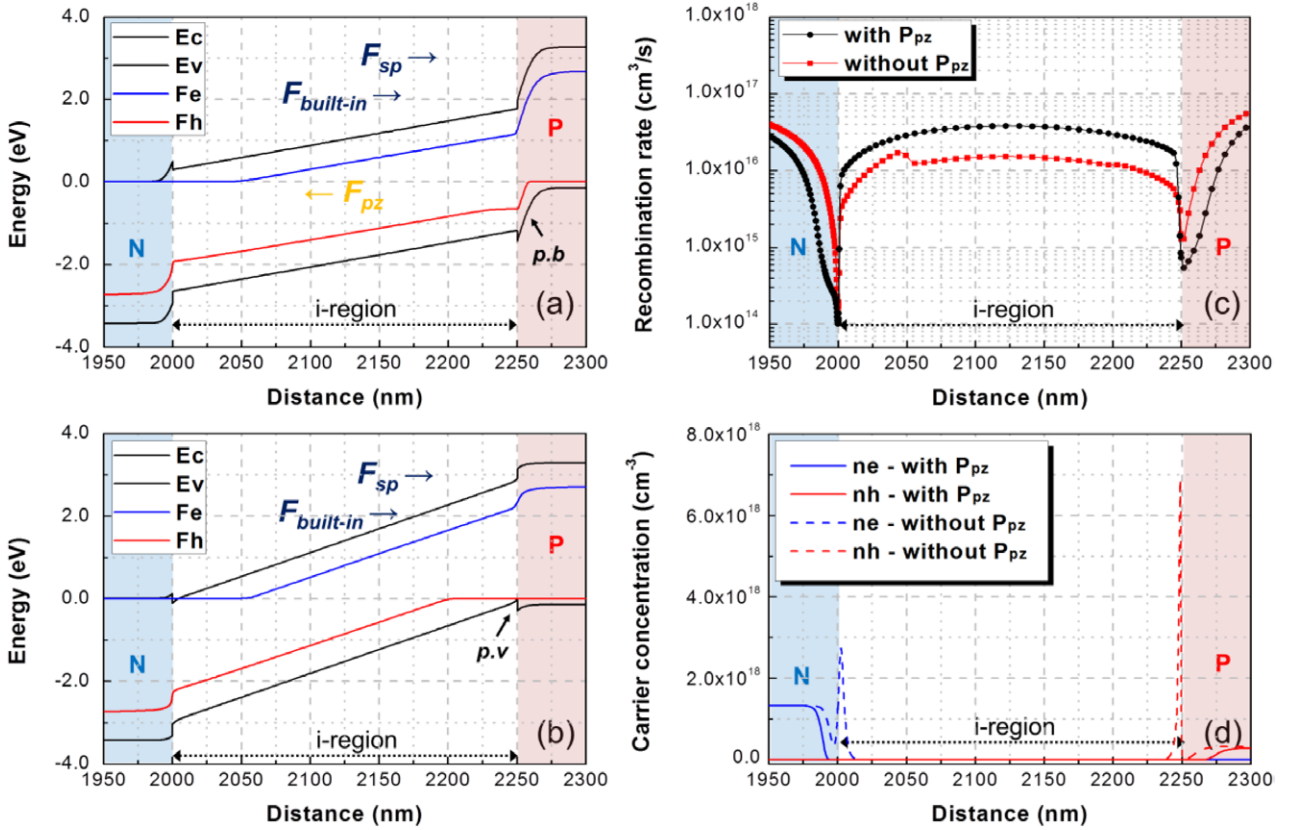 4.0
2.0
0.0
-2.0
-4.0
Energy (eV)
Ec
Ev
Fe
Fh
F_sp →
F_built-in →
← F_pz
N
P
p.b
i-region
(a)
1950 2000 2050 2100 2150 2200 2250 2300
Distance (nm)
1.0x10^18
1.0x10^17
1.0x10^16
1.0x10^15
1.0x10^14
Recombination rate (cm^3/s)
with P_pz
without P_pz
N
P
i-region
(c)
1950 2000 2050 2100 2150 2200 2250 2300
Distance (nm)
4.0
2.0
0.0
-2.0
-4.0
Energy (eV)
Ec
Ev
Fe
Fh
F_sp →
F_built-in →
N
P
p.v
i-region
(b)
1950 2000 2050 2100 2150 2200 2250 2300
Distance (nm)
8.0x10^18
6.0x10^18
4.0x10^18
2.0x10^18
0.0
Carrier concentration (cm^-3)
ne - with P_pz
nh - with P_pz
ne - without P_pz
nh - without P_pz
N
P
i-region
(d)
1950 2000 2050 2100 2150 2200 2250 2300
Distance (nm)